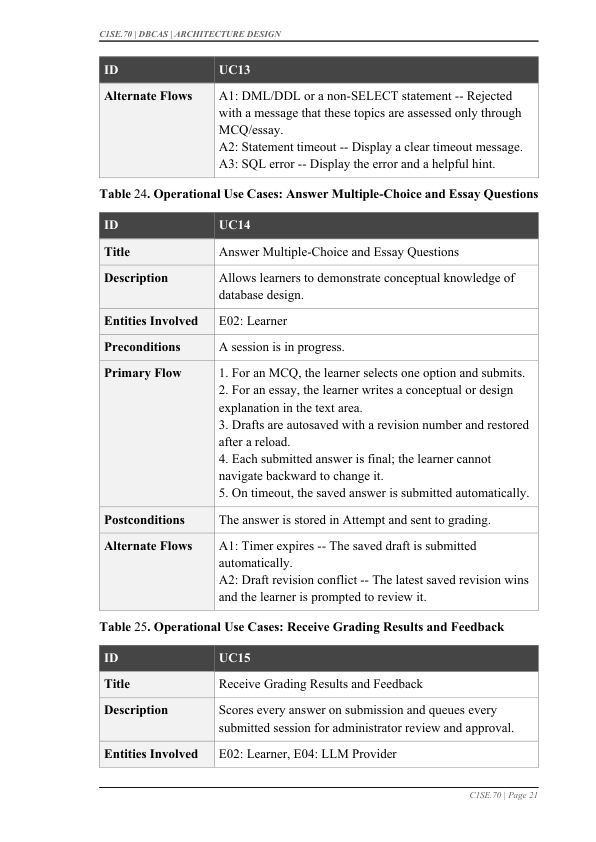 C1SE.70 | DBCAS | ARCHITECTURE DESIGN
ID UC13
Alternate Flows A1: DML/DDL or a non-SELECT statement -- Rejected
with a message that these topics are assessed only through
MCQ/essay.
A2: Statement timeout -- Display a clear timeout message.
A3: SQL error -- Display the error and a helpful hint.
Table 24. Operational Use Cases: Answer Multiple-Choice and Essay Questions
ID UC14
Title Answer Multiple-Choice and Essay Questions
Description Allows learners to demonstrate conceptual knowledge of
database design.
Entities Involved E02: Learner
Preconditions A session is in progress.
Primary Flow 1. For an MCQ, the learner selects one option and submits.
2. For an essay, the learner writes a conceptual or design
explanation in the text area.
3. Drafts are autosaved with a revision number and restored
after a reload.
4. Each submitted answer is final; the learner cannot
navigate backward to change it.
5. On timeout, the saved answer is submitted automatically.
Postconditions The answer is stored in Attempt and sent to grading.
Alternate Flows A1: Timer expires -- The saved draft is submitted
automatically.
A2: Draft revision conflict -- The latest saved revision wins
and the learner is prompted to review it.
Table 25. Operational Use Cases: Receive Grading Results and Feedback
ID UC15
Title Receive Grading Results and Feedback
Description Scores every answer on submission and queues every
submitted session for administrator review and approval.
Entities Involved E02: Learner, E04: LLM Provider
C1SE.70 | Page 21